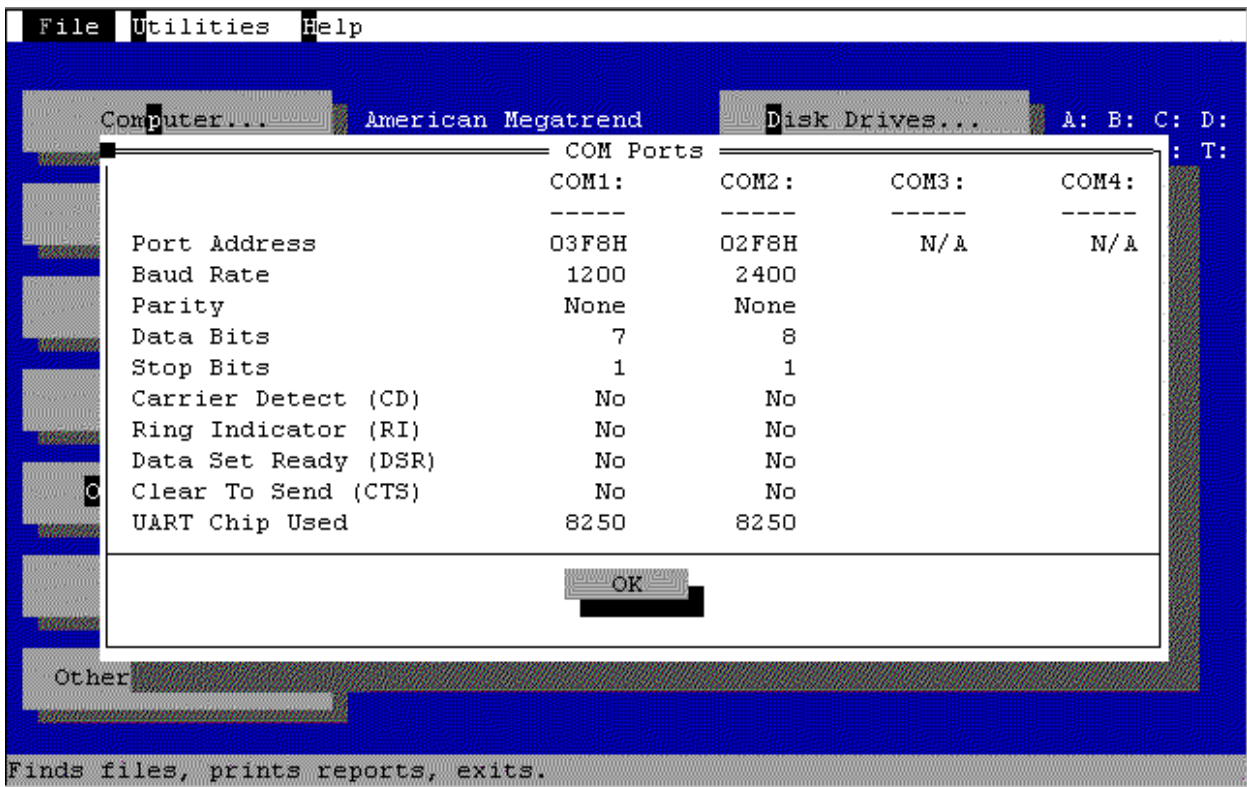 File Utilities Help
Computer... American Megatrend Disk Drives... A: B: C: D:
COM Ports : T:
COM1: COM2: COM3: COM4:
----- ----- ----- -----
Port Address 03F8H 02F8H N/A N/A
Baud Rate 1200 2400
Parity None None
Data Bits 7 8
Stop Bits 1 1
Carrier Detect (CD) No No
Ring Indicator (RI) No No
Data Set Ready (DSR) No No
O Clear To Send (CTS) No No
UART Chip Used 8250 8250
OK
Other
Finds files, prints reports, exits.